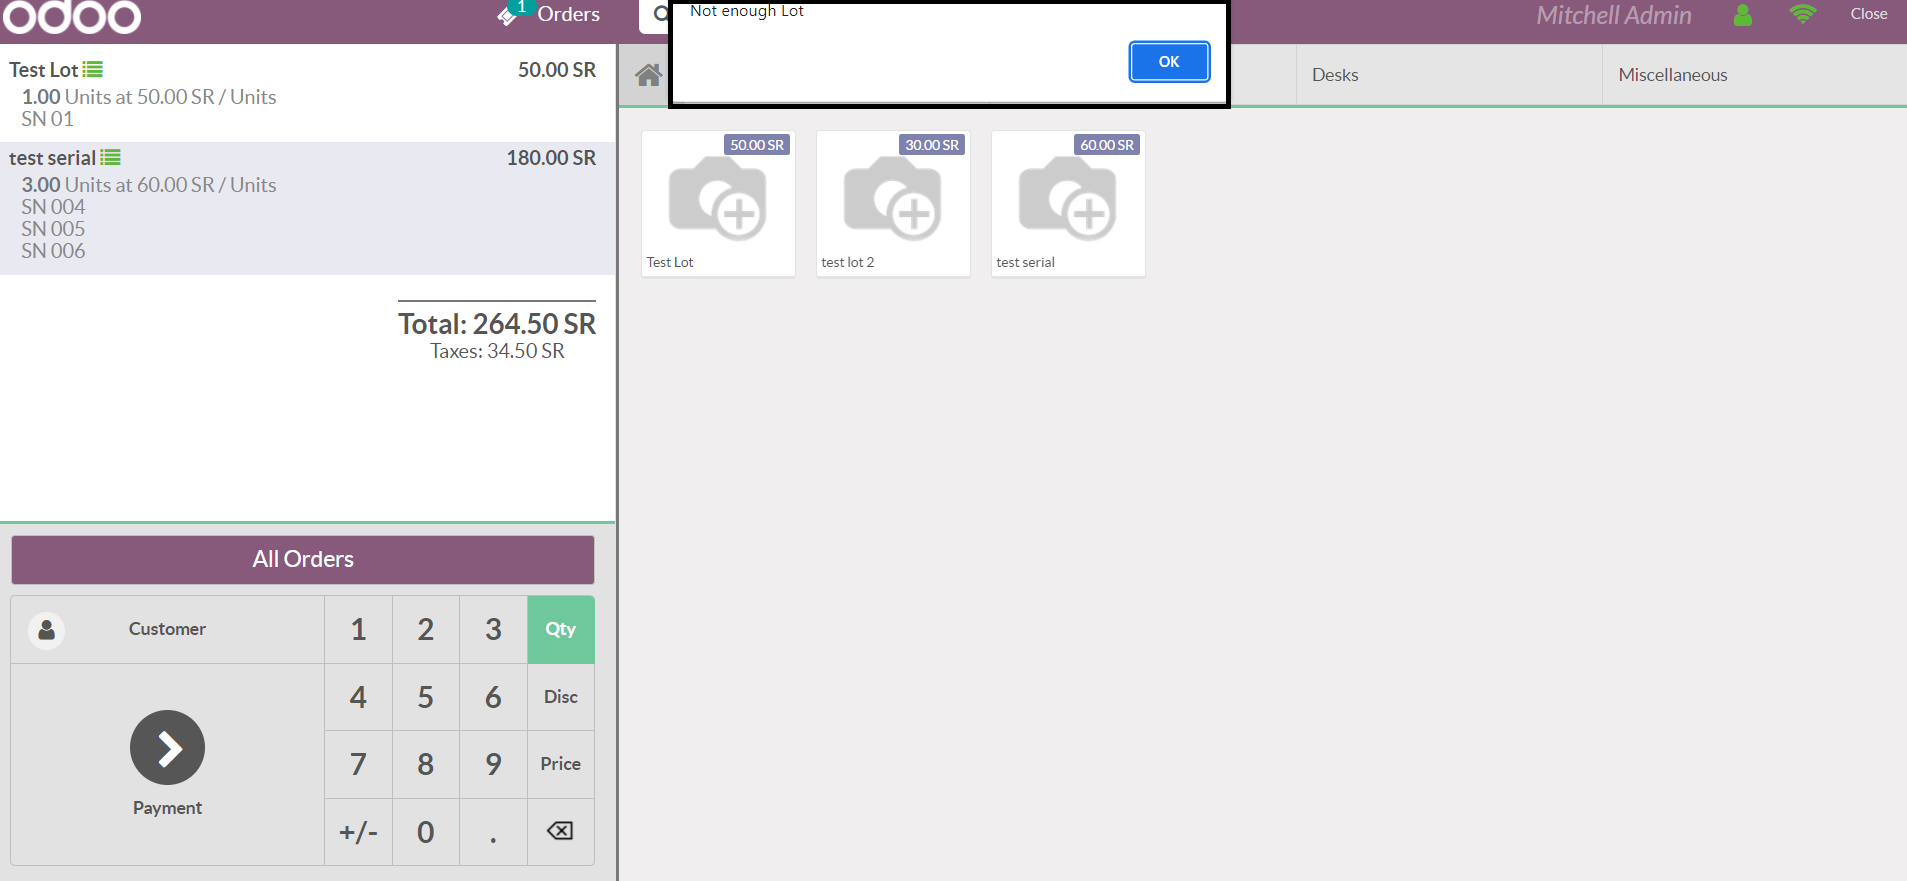 odoo
1
Orders
Not enough Lot
OK
Mitchell Admin
Close
Desks
Miscellaneous
Test Lot 50.00 SR
1.00 Units at 50.00 SR / Units
SN 01
test serial 180.00 SR
3.00 Units at 60.00 SR / Units
SN 004
SN 005
SN 006
Total: 264.50 SR
Taxes: 34.50 SR
50.00 SR
Test Lot
30.00 SR
test lot 2
60.00 SR
test serial
All Orders
Customer
1 2 3 Qty
4 5 6 Disc
7 8 9 Price
+/- 0 .
Payment